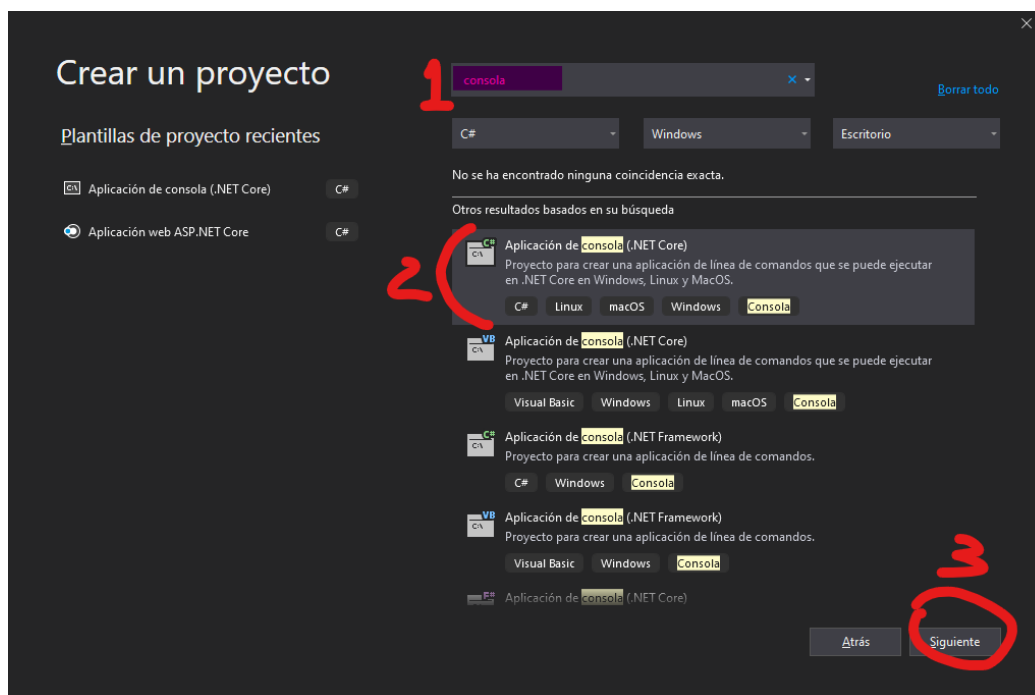 Crear un proyecto
Plantillas de proyecto recientes
Aplicación de consola (.NET Core) C#
Aplicación web ASP.NET Core C#
1
consola
Borrar todo
C# Windows Escritorio
No se ha encontrado ninguna coincidencia exacta.
Otros resultados basados en su búsqueda
2
C#
C:\
Aplicación de consola (.NET Core)
Proyecto para crear una aplicación de línea de comandos que se puede ejecutar
en .NET Core en Windows, Linux y MacOS.
C# Linux macOS Windows Consola
VB
C:\
Aplicación de consola (.NET Core)
Proyecto para crear una aplicación de línea de comandos que se puede ejecutar
en .NET Core en Windows, Linux y MacOS.
Visual Basic Windows Linux macOS Consola
C#
C:\
Aplicación de consola (.NET Framework)
Proyecto para crear una aplicación de línea de comandos.
C# Windows Consola
VB
C:\
Aplicación de consola (.NET Framework)
Proyecto para crear una aplicación de línea de comandos.
Visual Basic Windows Consola
F#
Aplicación de consola (.NET Core)
3
Atrás Siguiente